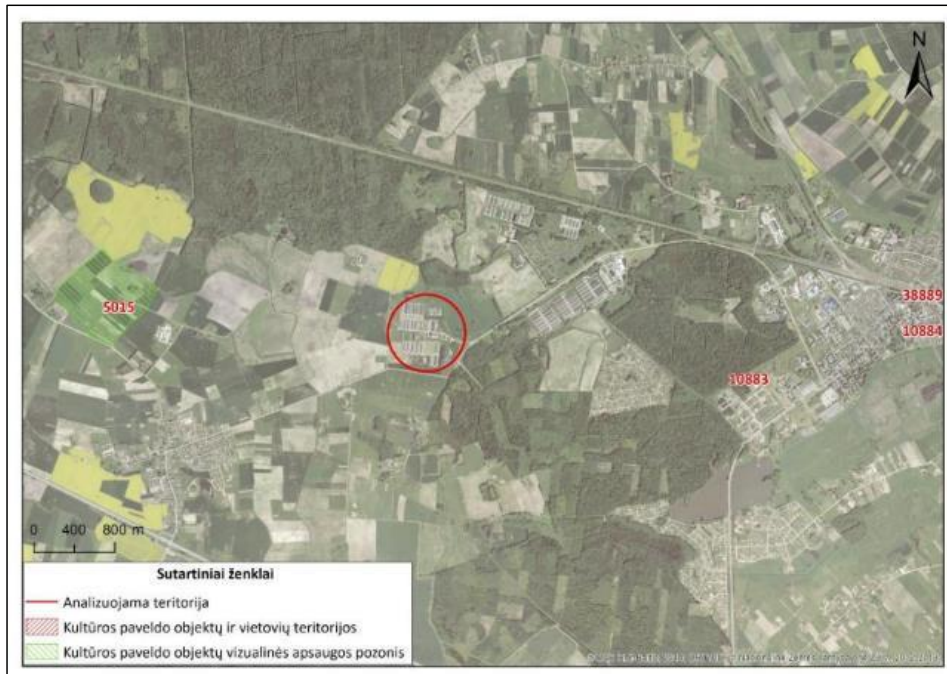 N
5015
38889
10884
10883
0 400 800 m
Sutartiniai ženklai
Analizuojama teritorija
Kultūros paveldo objektų ir vietovių teritorijos
Kultūros paveldo objektų vizualinės apsaugos pozonis